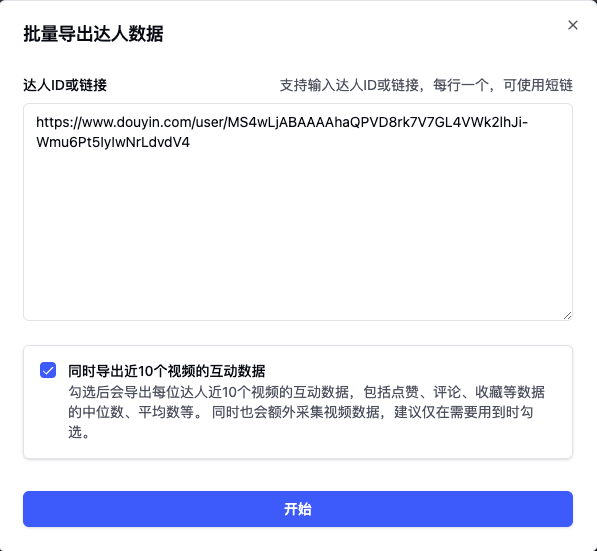 批量导出达人数据
达人ID或链接
支持输入达人ID或链接，每行一个，可使用短链
https://www.douyin.com/user/MS4wLjABAAAAhaQPVD8rk7V7GL4VWk2lhJi-
Wmu6Pt5IyIwNrLdvdV4
同时导出近10个视频的互动数据
勾选后会导出每位达人近10个视频的互动数据，包括点赞、评论、收藏等数据
的中位数、平均数等。 同时也会额外采集视频数据，建议仅在需要用到时勾
选。
开始